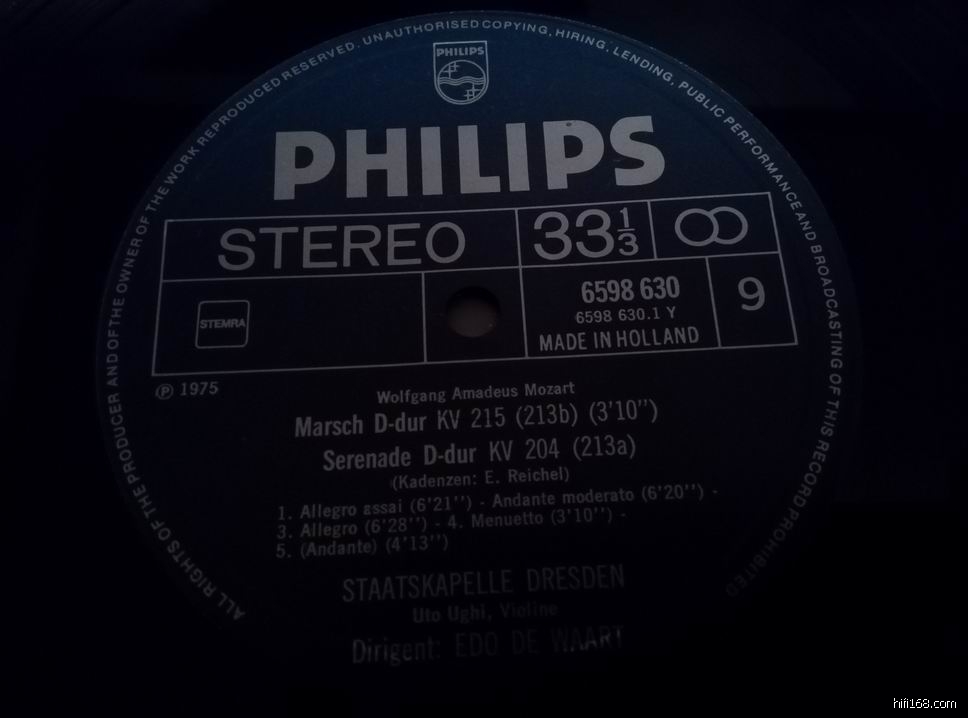 ALL RIGHTS OF THE PRODUCER AND OF THE OWNER OF THE WORK REPRODUCED RESERVED. UNAUTHORISED COPYING, HIRING, LENDING, PUBLIC PERFORMANCE AND BROADCASTING OF THIS RECORD PROHIBITED
PHILIPS
PHILIPS
STEREO 33⅓
STEMRA
6598 630
6598 630.1 Y
MADE IN HOLLAND
9
Ⓟ 1975
Wolfgang Amadeus Mozart
Marsch D-dur KV 215 (213b) (3'10'')
Serenade D-dur KV 204 (213a)
(Kadenzen: E. Reichel)
1. Allegro assai (6'21'') - Andante moderato (6'20'') -
3. Allegro (6'28'') - 4. Menuetto (3'10'') -
5. (Andante) (4'13'')
STAATSKAPELLE DRESDEN
Uto Ughi, Violine
Dirigent: EDO DE WAART
hifi168.com